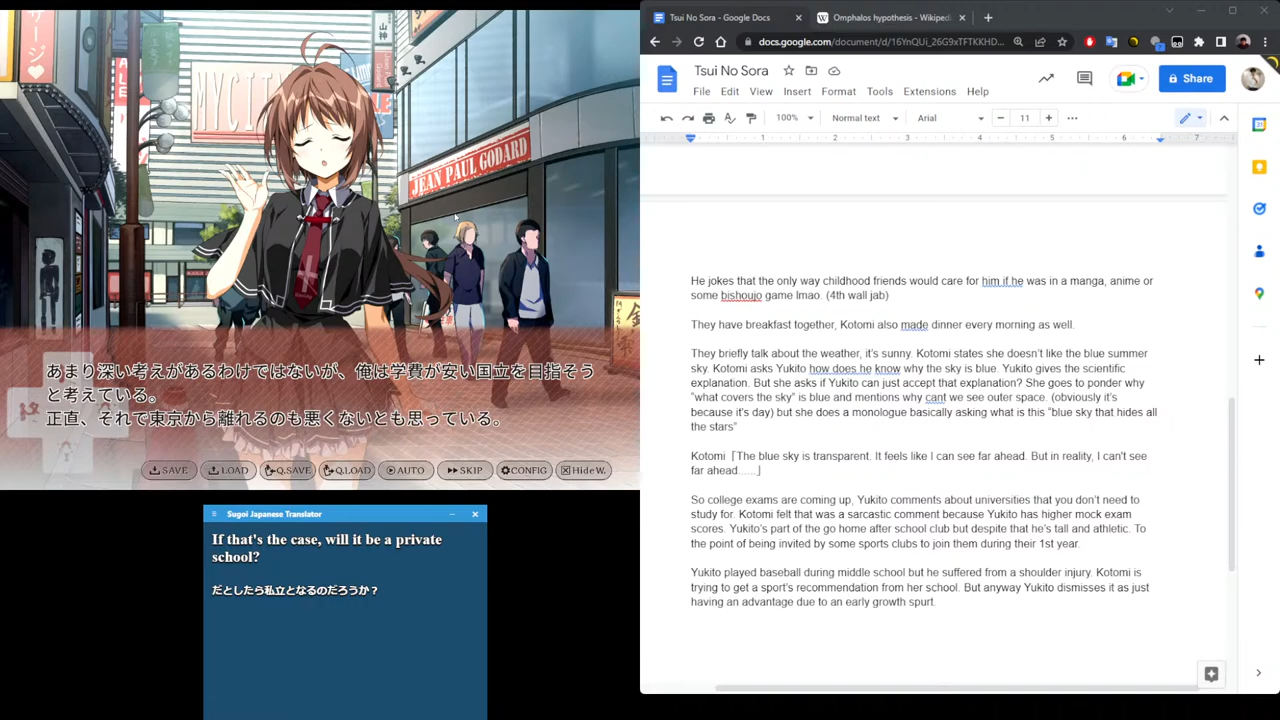 サージ
山神
MYCITY
JEAN PAUL GODARD
あまり深い考えがあるわけではないが、俺は学費が安い国立を目指そう
と考えている。
正直、それで東京から離れるのも悪くないとも思っている。
SAVE
LOAD
Q.SAVE
Q.LOAD
AUTO
SKIP
CONFIG
Hide W.
Sugoi Japanese Translator
If that's the case, will it be a private
school?
だとしたら私立となるのだろうか？
Tsui No Sora - Google Docs
Omphalos hypothesis - Wikiped
docs.google.com/document/d/16YnQUi_26G9xTFTKKHD...
Tsui No Sora
File Edit View Insert Format Tools Extensions Help
Share
100% Normal text Arial 11
1 2 3 4 5 6 7
He jokes that the only way childhood friends would care for him if he was in a manga, anime or
some bishoujo game lmao. (4th wall jab)
They have breakfast together, Kotomi also made dinner every morning as well.
They briefly talk about the weather, it's sunny. Kotomi states she doesn't like the blue summer
sky. Kotomi asks Yukito how does he know why the sky is blue. Yukito gives the scientific
explanation. But she asks if Yukito can just accept that explanation? She goes to ponder why
"what covers the sky" is blue and mentions why cant we see outer space. (obviously it's
because it's day) but she does a monologue basically asking what is this "blue sky that hides all
the stars"
Kotomi「The blue sky is transparent. It feels like I can see far ahead. But in reality, I can't see
far ahead......」
So college exams are coming up, Yukito comments about universities that you don't need to
study for. Kotomi felt that was a sarcastic comment because Yukito has higher mock exam
scores. Yukito's part of the go home after school club but despite that he's tall and athletic. To
the point of being invited by some sports clubs to join them during their 1st year.
Yukito played baseball during middle school but he suffered from a shoulder injury. Kotomi is
trying to get a sport's recommendation from her school. But anyway Yukito dismisses it as just
having an advantage due to an early growth spurt.